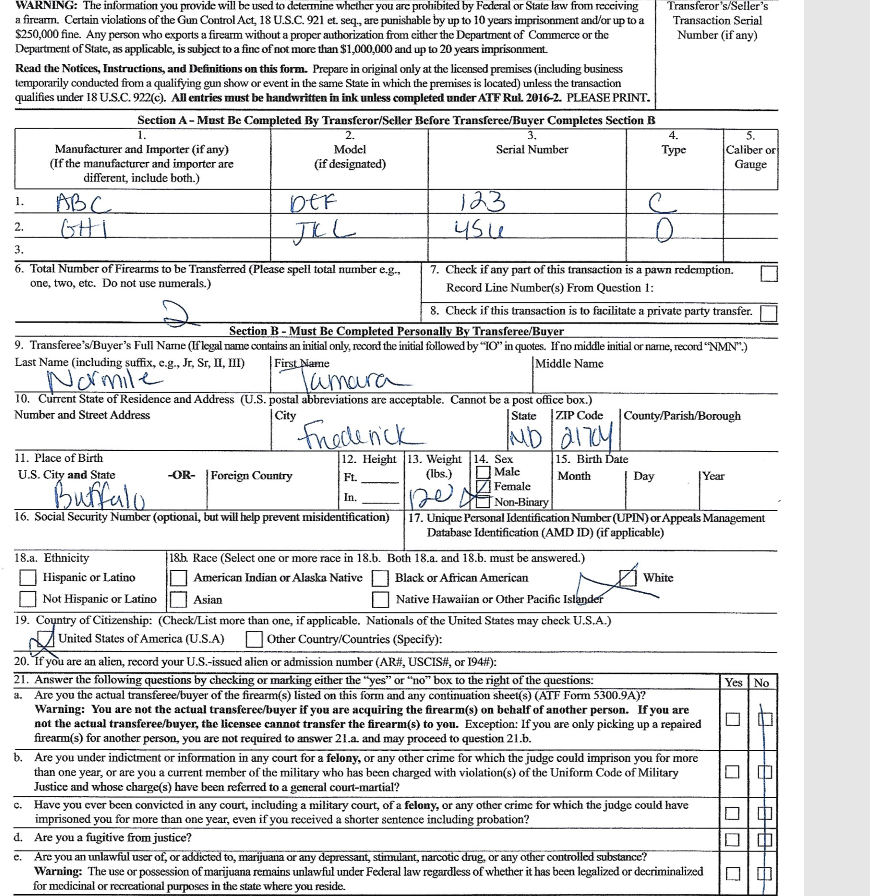 WARNING: The information you provide will be used to determine whether you are prohibited by Federal or State law from receiving
a firearm. Certain violations of the Gun Control Act, 18 U.S.C. 921 et. seq., are punishable by up to 10 years imprisonment and/or up to a
$250,000 fine. Any person who exports a firearm without a proper authorization from either the Department of Commerce or the
Department of State, as applicable, is subject to a fine of not more than $1,000,000 and up to 20 years imprisonment.
Transferor's/Seller's
Transaction Serial
Number (if any)
Read the Notices, Instructions, and Definitions on this form. Prepare in original only at the licensed premises (including business
temporarily conducted from a qualifying gun show or event in the same State in which the premises is located) unless the transaction
qualifies under 18 U.S.C. 922(c). All entries must be handwritten in ink unless completed under ATF Rul. 2016-2. PLEASE PRINT.
Section A - Must Be Completed By Transferor/Seller Before Transferee/Buyer Completes Section B
1.
Manufacturer and Importer (if any)
(If the manufacturer and importer are
different, include both.)
2.
Model
(if designated)
3.
Serial Number
4.
Type
5.
Caliber or
Gauge
1. ABC DEF 123 C
2. GHI JKL 456 D
3.
6. Total Number of Firearms to be Transferred (Please spell total number e.g.,
one, two, etc. Do not use numerals.)
2
7. Check if any part of this transaction is a pawn redemption.
Record Line Number(s) From Question 1:
8. Check if this transaction is to facilitate a private party transfer.
Section B - Must Be Completed Personally By Transferee/Buyer
9. Transferee's/Buyer's Full Name (If legal name contains an initial only, record the initial followed by "IO" in quotes. If no middle initial or name, record "NMN".)
Last Name (including suffix, e.g., Jr, Sr, II, III) First Name Middle Name
Normile Tamara
10. Current State of Residence and Address (U.S. postal abbreviations are acceptable. Cannot be a post office box.)
Number and Street Address City State ZIP Code County/Parish/Borough
Frederick MD 21704
11. Place of Birth
U.S. City and State -OR- Foreign Country
Buffalo
12. Height
Ft.
In.
13. Weight
(lbs.)
120
14. Sex
Male
Female
Non-Binary
15. Birth Date
Month Day Year
16. Social Security Number (optional, but will help prevent misidentification)
17. Unique Personal Identification Number (UPIN) or Appeals Management
Database Identification (AMD ID) (if applicable)
18.a. Ethnicity
Hispanic or Latino
Not Hispanic or Latino
18.b. Race (Select one or more race in 18.b. Both 18.a. and 18.b. must be answered.)
American Indian or Alaska Native Black or African American White
Asian Native Hawaiian or Other Pacific Islander
19. Country of Citizenship: (Check/List more than one, if applicable. Nationals of the United States may check U.S.A.)
United States of America (U.S.A) Other Country/Countries (Specify):
20. If you are an alien, record your U.S.-issued alien or admission number (AR#, USCIS#, or I94#):
21. Answer the following questions by checking or marking either the "yes" or "no" box to the right of the questions: Yes No
a. Are you the actual transferee/buyer of the firearm(s) listed on this form and any continuation sheet(s) (ATF Form 5300.9A)?
Warning: You are not the actual transferee/buyer if you are acquiring the firearm(s) on behalf of another person. If you are
not the actual transferee/buyer, the licensee cannot transfer the firearm(s) to you. Exception: If you are only picking up a repaired
firearm(s) for another person, you are not required to answer 21.a. and may proceed to question 21.b.
b. Are you under indictment or information in any court for a felony, or any other crime for which the judge could imprison you for more
than one year, or are you a current member of the military who has been charged with violation(s) of the Uniform Code of Military
Justice and whose charge(s) have been referred to a general court-martial?
c. Have you ever been convicted in any court, including a military court, of a felony, or any other crime for which the judge could have
imprisoned you for more than one year, even if you received a shorter sentence including probation?
d. Are you a fugitive from justice?
e. Are you an unlawful user of, or addicted to, marijuana or any depressant, stimulant, narcotic drug, or any other controlled substance?
Warning: The use or possession of marijuana remains unlawful under Federal law regardless of whether it has been legalized or decriminalized
for medicinal or recreational purposes in the state where you reside.